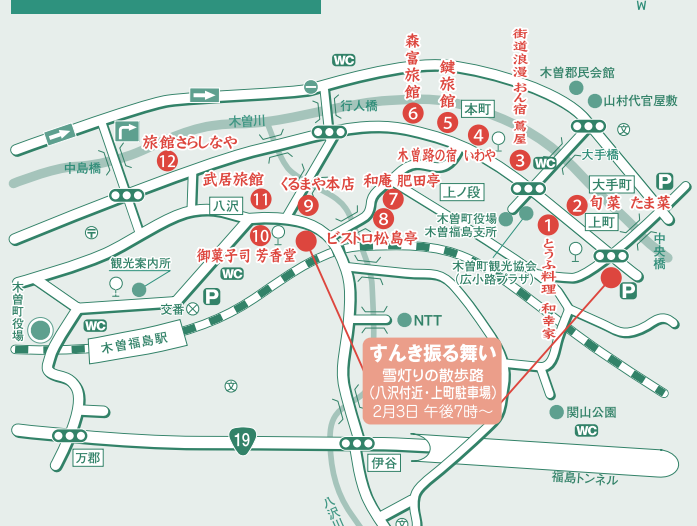 W
街道浪漫 おん宿 蔦屋
森富旅館
鍵旅館
木曽郡民会館
山村代官屋敷
WC
行人橋
本町
木曽川
6
5
4
文
中島橋
旅館さらしなや
12
木曽路の宿 いわや
3
WC
大手橋
大手町
P
武居旅館
くるまや本店
和庵 肥田亭
上ノ段
11
9
7
8
八沢
木曽町役場
木曽福島支所
1
2
旬菜 たま菜
上町
中央橋
〒
10
御菓子司 芳香堂
ビストロ松島亭
とうふ料理 和幸家
観光案内所
WC
木曽町観光協会
(広小路プラザ)
P
P
木曽町役場
交番
WC
木曽福島駅
NTT
すんき振る舞い
雪灯りの散歩路
(八沢付近・上町駐車場)
2月3日 午後7時～
文
関山公園
WC
19
万郡
伊谷
福島トンネル
八沢川
文